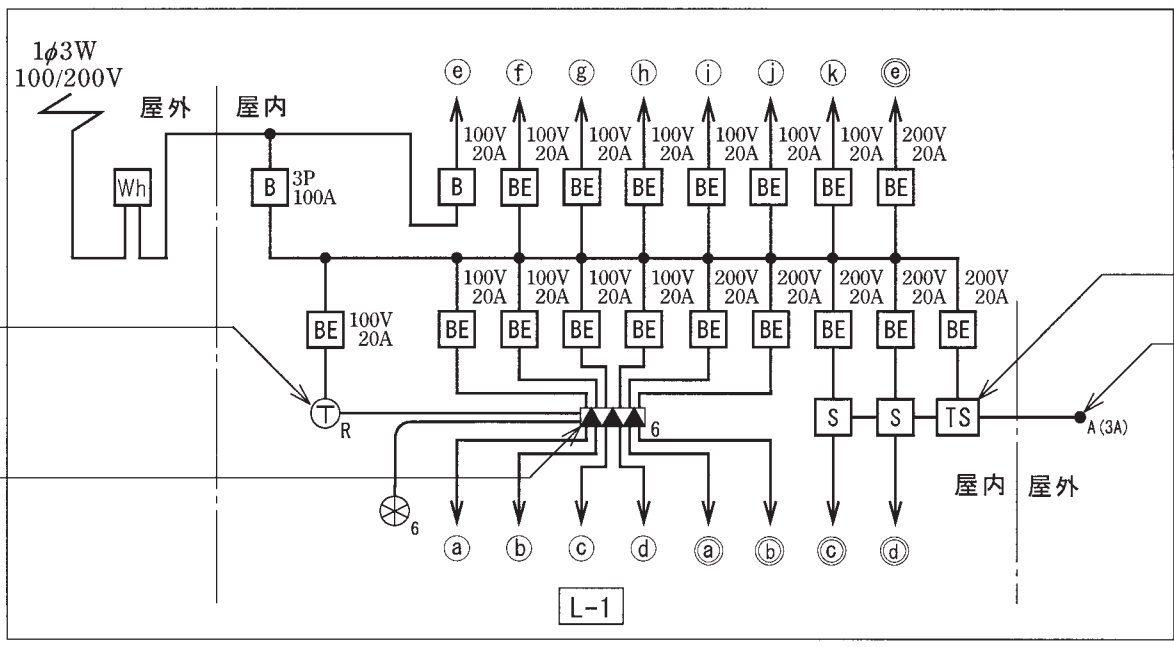 1φ3W
100/200V
屋外
屋内
Wh
B
3P
100A
ⓔ ⓕ ⓖ ⓗ ⓘ ⓙ ⓚ ⓔ
100V 100V 100V 100V 100V 100V 200V
20A 20A 20A 20A 20A 20A 20A
B BE BE BE BE BE BE BE
100V 100V 100V 100V 200V 200V 200V 200V 200V
20A 20A 20A 20A 20A 20A 20A 20A 20A
BE
100V
20A
BE BE BE BE BE BE BE BE BE
T
R
6
S S TS
A(3A)
6
屋内
屋外
ⓐ ⓑ ⓒ ⓓ ⓐ ⓑ ⓒ ⓓ
L-1